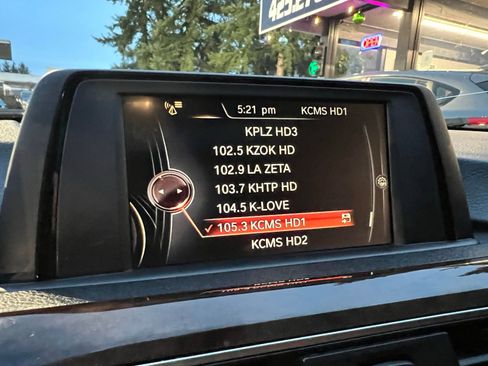 OPEN
5:21 pm KCMS HD1
KPLZ HD3
102.5 KZOK HD
102.9 LA ZETA
103.7 KHTP HD
104.5 K-LOVE
✓ 105.3 KCMS HD1
KCMS HD2